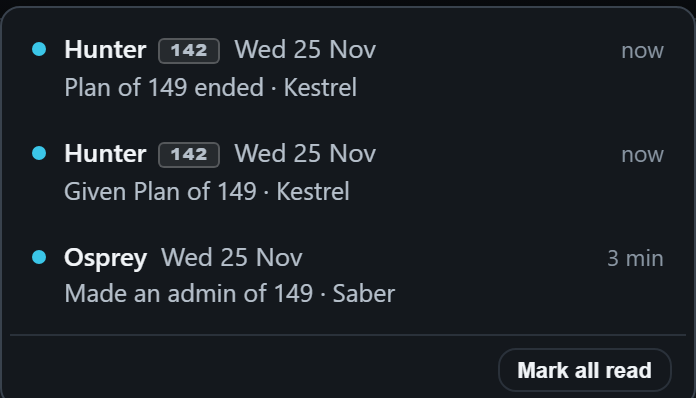 Hunter 142 Wed 25 Nov now
Plan of 149 ended · Kestrel
Hunter 142 Wed 25 Nov now
Given Plan of 149 · Kestrel
Osprey Wed 25 Nov 3 min
Made an admin of 149 · Saber
Mark all read